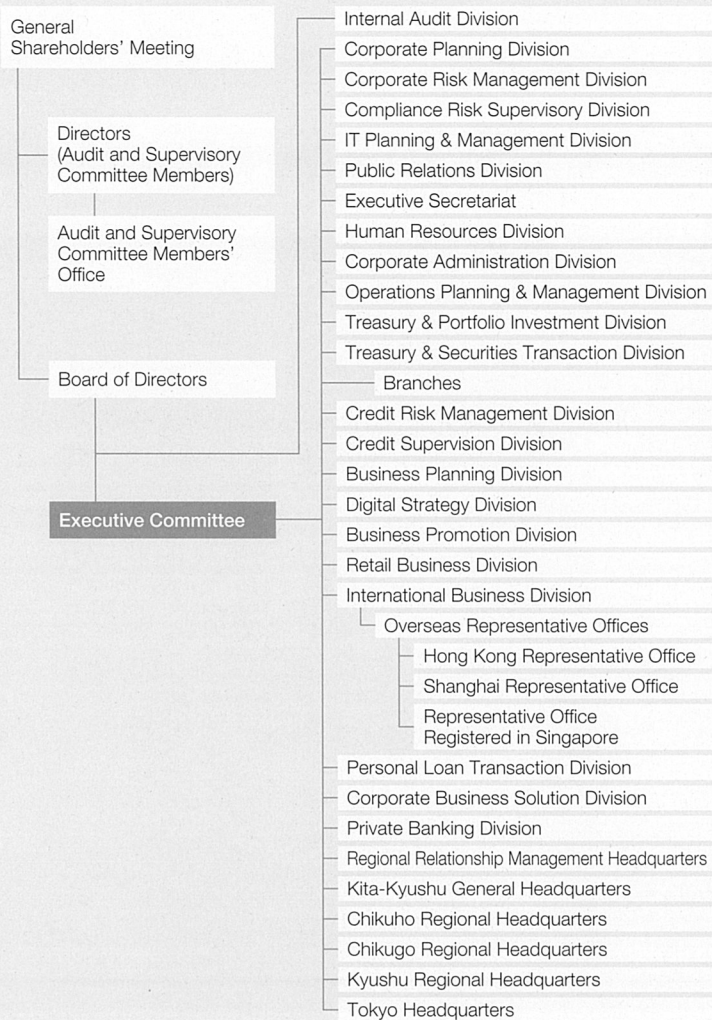 General
Shareholders' Meeting
Directors
(Audit and Supervisory
Committee Members)
Audit and Supervisory
Committee Members'
Office
Board of Directors
Executive Committee
Internal Audit Division
Corporate Planning Division
Corporate Risk Management Division
Compliance Risk Supervisory Division
IT Planning & Management Division
Public Relations Division
Executive Secretariat
Human Resources Division
Corporate Administration Division
Operations Planning & Management Division
Treasury & Portfolio Investment Division
Treasury & Securities Transaction Division
Branches
Credit Risk Management Division
Credit Supervision Division
Business Planning Division
Digital Strategy Division
Business Promotion Division
Retail Business Division
International Business Division
Overseas Representative Offices
Hong Kong Representative Office
Shanghai Representative Office
Representative Office
Registered in Singapore
Personal Loan Transaction Division
Corporate Business Solution Division
Private Banking Division
Regional Relationship Management Headquarters
Kita-Kyushu General Headquarters
Chikuho Regional Headquarters
Chikugo Regional Headquarters
Kyushu Regional Headquarters
Tokyo Headquarters